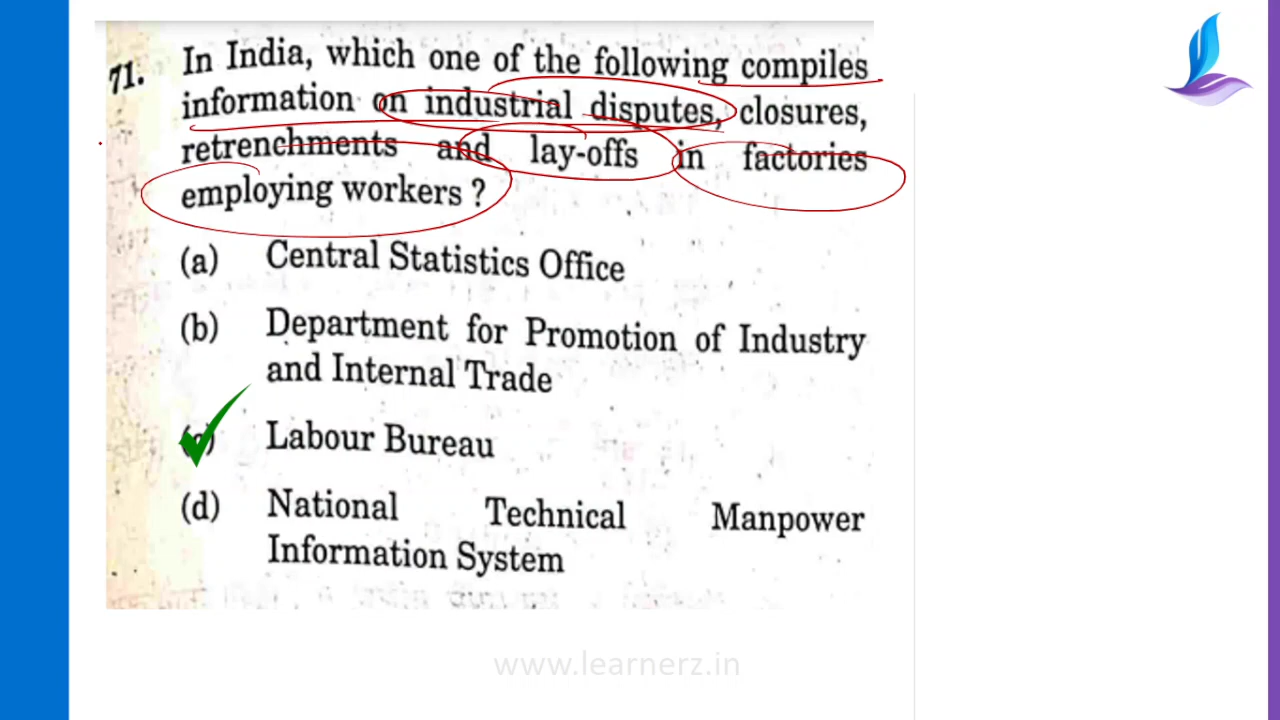 71. In India, which one of the following compiles
information on industrial disputes, closures,
retrenchments and lay-offs in factories
employing workers ?
(a) Central Statistics Office
(b) Department for Promotion of Industry
and Internal Trade
(c) Labour Bureau
(d) National Technical Manpower
Information System
www.learnerz.in